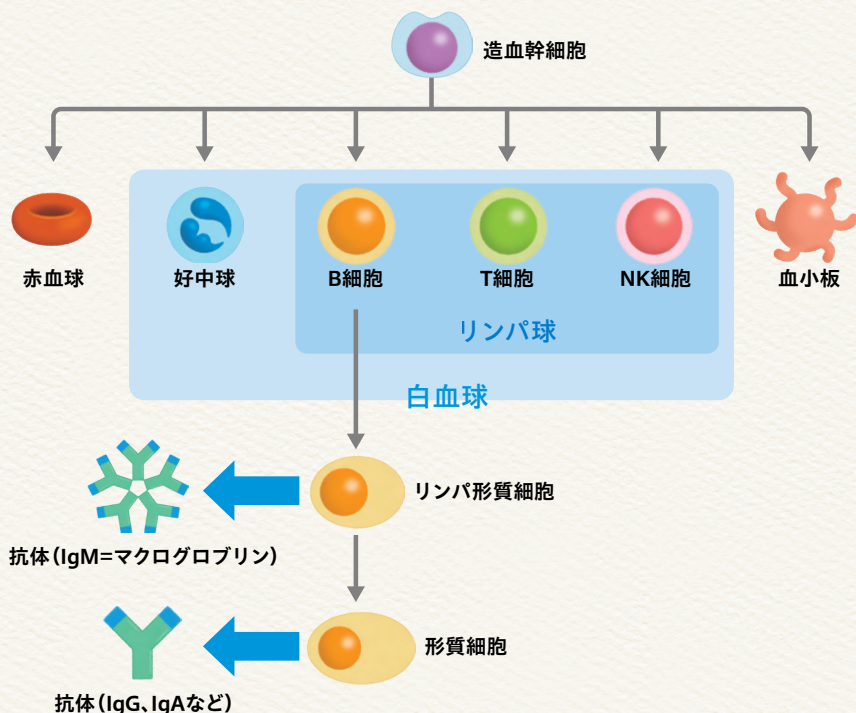 造血幹細胞
赤血球
好中球
B細胞
T細胞
NK細胞
血小板
リンパ球
白血球
リンパ形質細胞
抗体（IgM=マクログロブリン）
形質細胞
抗体（IgG、IgAなど）